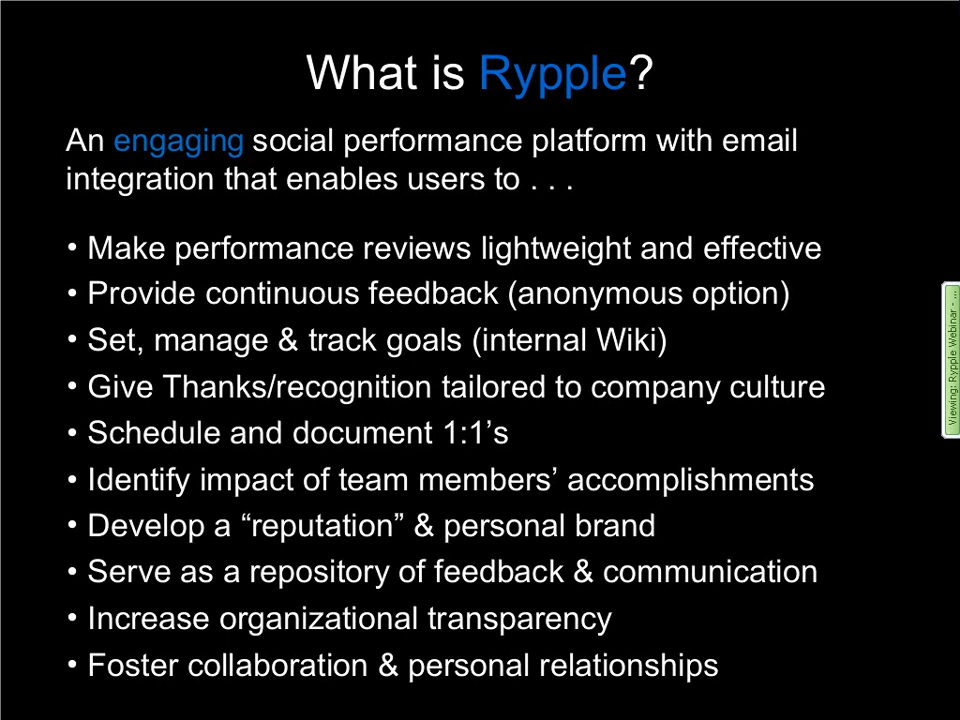 What is Rypple?
An engaging social performance platform with email
integration that enables users to . . .
• Make performance reviews lightweight and effective
• Provide continuous feedback (anonymous option)
• Set, manage & track goals (internal Wiki)
• Give Thanks/recognition tailored to company culture
• Schedule and document 1:1’s
• Identify impact of team members’ accomplishments
• Develop a “reputation” & personal brand
• Serve as a repository of feedback & communication
• Increase organizational transparency
• Foster collaboration & personal relationships
Viewing: Rypple Webinar - ...